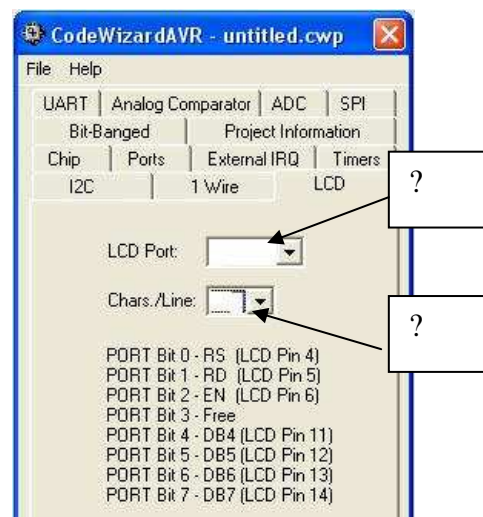 CodeWizardAVR - untitled.cwp
File Help
UART Analog Comparator ADC SPI
Bit-Banged Project Information
Chip Ports External IRQ Timers
I2C 1 Wire LCD
?
LCD Port:
Chars./Line:
?
PORT Bit 0 - RS (LCD Pin 4)
PORT Bit 1 - RD (LCD Pin 5)
PORT Bit 2 - EN (LCD Pin 6)
PORT Bit 3 - Free
PORT Bit 4 - DB4 (LCD Pin 11)
PORT Bit 5 - DB5 (LCD Pin 12)
PORT Bit 6 - DB6 (LCD Pin 13)
PORT Bit 7 - DB7 (LCD Pin 14)